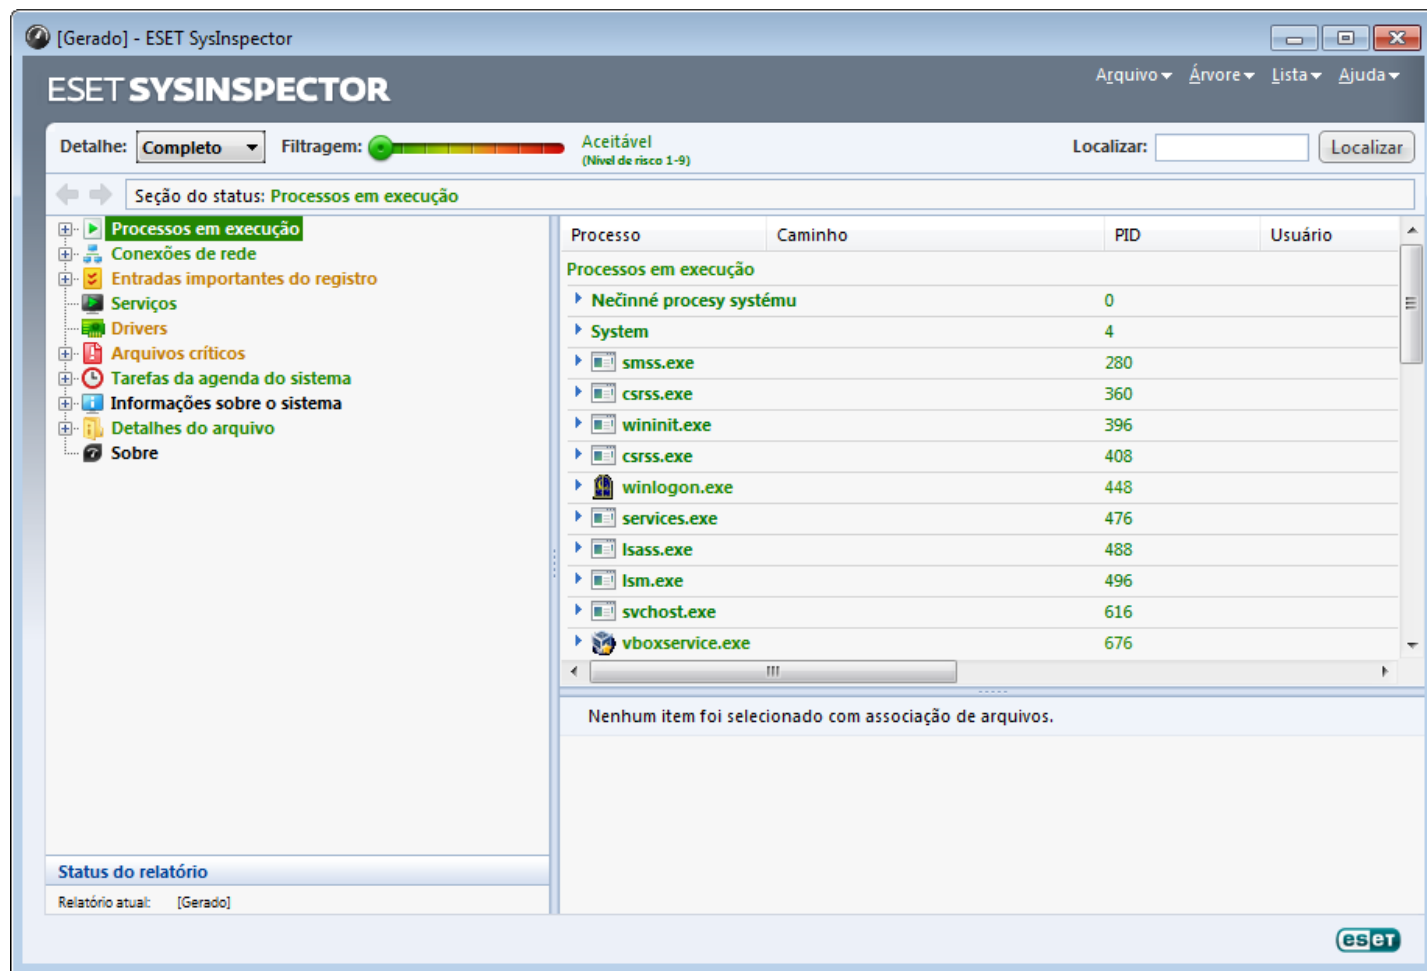 [Gerado] - ESET SysInspector
ESET SYSINSPECTOR
Arquivo Árvore Lista Ajuda
Detalhe: Completo Filtragem: Aceitável Localizar: Localizar
(Nível de risco 1-9)
Seção do status: Processos em execução
Processos em execução
Conexões de rede
Entradas importantes do registro
Serviços
Drivers
Arquivos críticos
Tarefas da agenda do sistema
Informações sobre o sistema
Detalhes do arquivo
Sobre
Processo Caminho PID Usuário
Processos em execução
Nečinné procesy systému 0
System 4
smss.exe 280
csrss.exe 360
wininit.exe 396
csrss.exe 408
winlogon.exe 448
services.exe 476
lsass.exe 488
lsm.exe 496
svchost.exe 616
vboxservice.exe 676
Nenhum item foi selecionado com associação de arquivos.
Status do relatório
Relatório atual: [Gerado]
eset